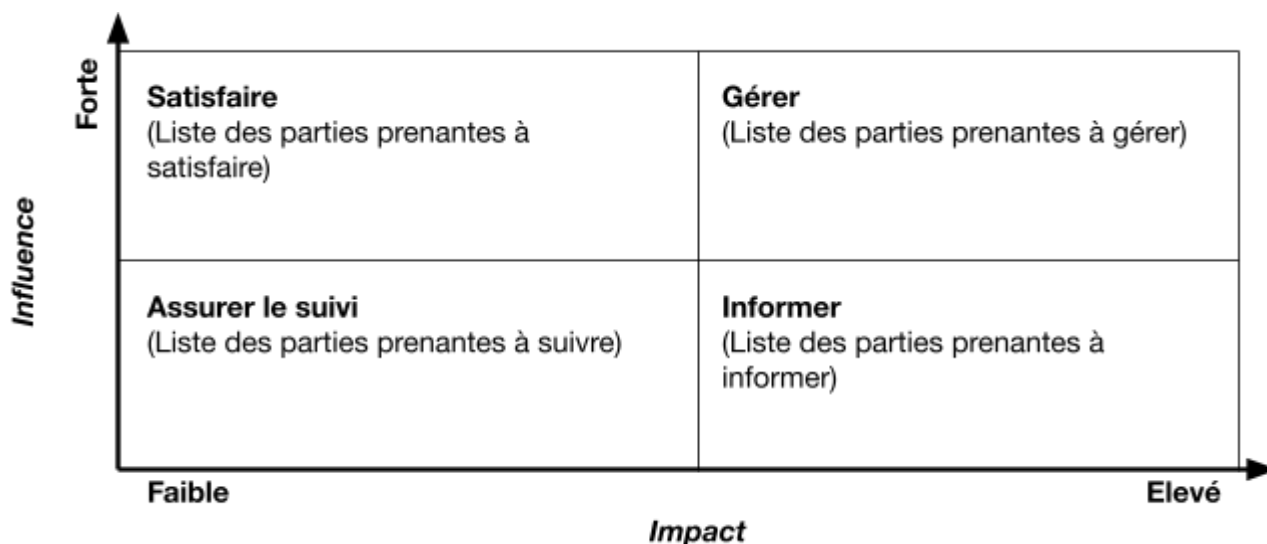 Forte
Influence
Satisfaire
(Liste des parties prenantes à
satisfaire)
Gérer
(Liste des parties prenantes à gérer)
Assurer le suivi
(Liste des parties prenantes à suivre)
Informer
(Liste des parties prenantes à
informer)
Faible
Elevé
Impact